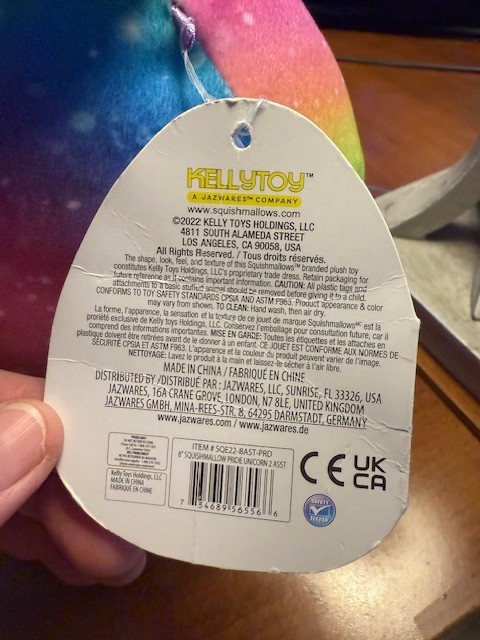 KELLYTOY™
A JAZWARES™ COMPANY
www.squishmallows.com
©2022 KELLY TOYS HOLDINGS, LLC
4811 SOUTH ALAMEDA STREET
LOS ANGELES, CA 90058, USA
All Rights Reserved. / Tous droits réservés.
The shape, look, feel, and texture of this Squishmallows™ branded plush toy
constitutes Kelly Toys Holdings, LLC's proprietary trade dress. Retain packaging for
future reference as it contains important information. CAUTION: All plastic tags and
attachments to a basic stuffed animal should be removed before giving it to a child.
CONFORMS TO TOY SAFETY STANDARDS CPSIA AND ASTM F963. Product appearance & color
may vary from shown. TO CLEAN: Hand wash, then air dry.
La forme, l'apparence, la sensation et la texture de ce jouet de marque Squishmallowsᴹᶜ est la
propriété exclusive de Kelly Toys Holdings, LLC. Conservez l'emballage pour consultation future, car il
comprend des informations importantes. MISE EN GARDE: Toutes les étiquettes et les attaches en
plastique doivent être retirées avant de le donner à un enfant. CE JOUET EST CONFORME AUX NORMES DE
SÉCURITÉ CPSIA ET ASTM F963. L'apparence et la couleur du produit peuvent varier de l'image.
NETTOYAGE: Lavez le produit à la main et laissez-le sécher à l'air libre.
MADE IN CHINA / FABRIQUÉ EN CHINE
DISTRIBUTED BY /DISTRIBUÉ PAR : JAZWARES, LLC, SUNRISE, FL 33326, USA
JAZWARES, 16A CRANE GROVE, LONDON, N7 8LE, UNITED KINGDOM
JAZWARES GMBH, MINA-REES-STR. 8, 64295 DARMSTADT, GERMANY
www.jazwares.com / www.jazwares.de
PROBLEMS?
Kelly Toys Holdings, LLC
MADE IN CHINA
FABRIQUÉ EN CHINE
ITEM # SQE22-8AST-PRD
8" SQUISHMALLOW PRIDE UNICORN 2 ASST
7 34689 56556 6
CE
UK
CA
SAFETY
TESTED